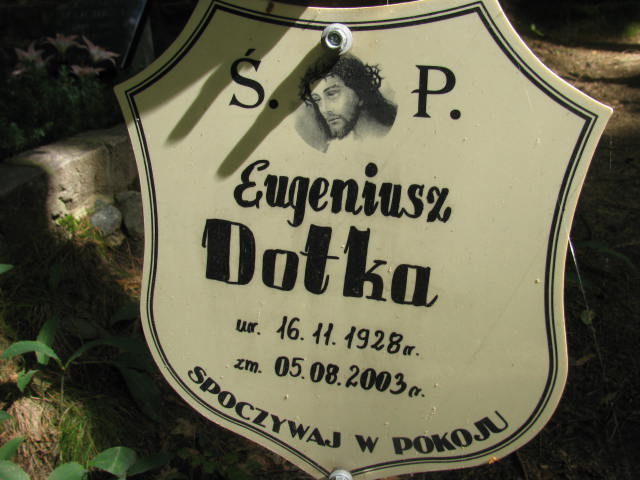 Ś. P.
Eugeniusz
Dotka
ur. 16.11.1928 r.
zm. 05.08.2003 r.
SPOCZYWAJ W POKOJU